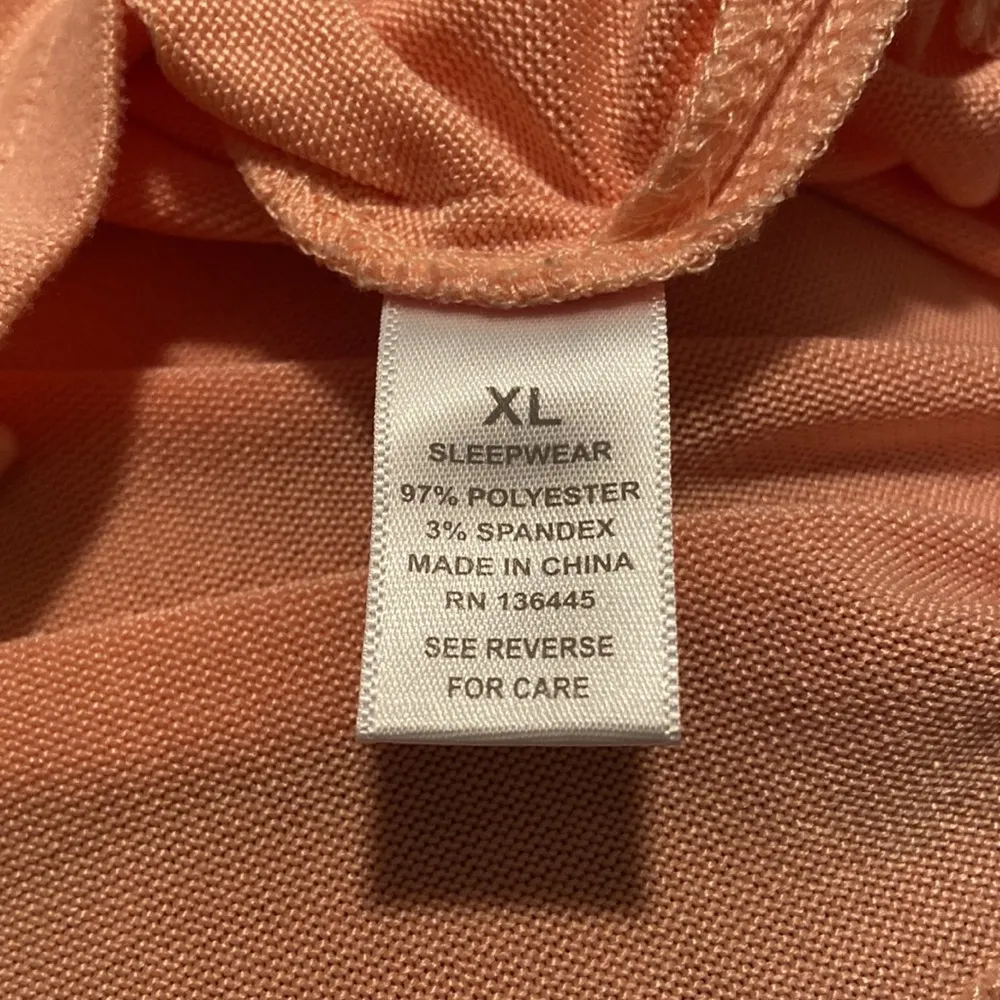 XL
SLEEPWEAR
97% POLYESTER
3% SPANDEX
MADE IN CHINA
RN 136445
SEE REVERSE
FOR CARE